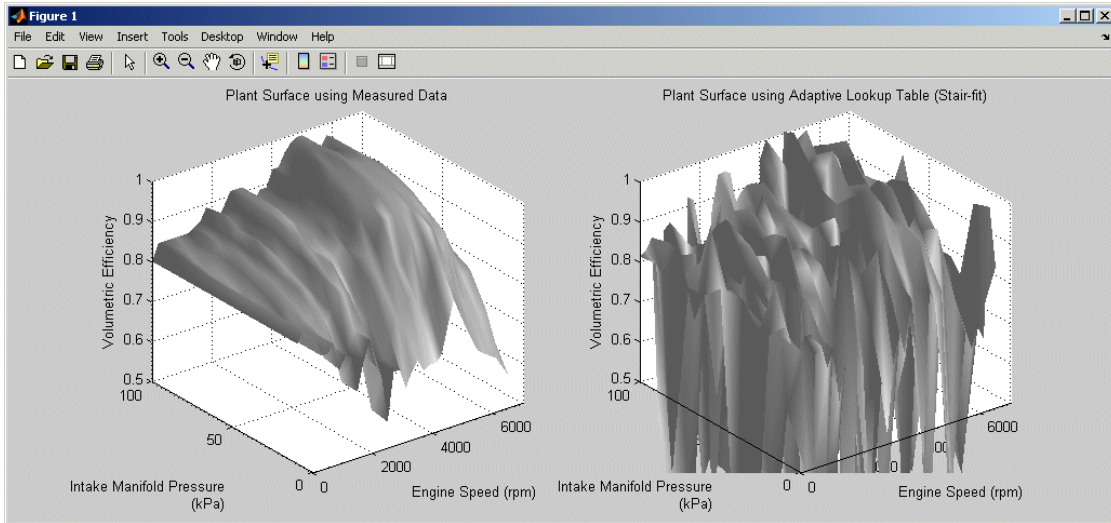 Figure 1
File Edit View Insert Tools Desktop Window Help
Plant Surface using Measured Data
1
0.9
0.8
0.7
0.6
0.5
Volumetric Efficiency
100
50
0
Intake Manifold Pressure
(kPa)
0
2000
4000
6000
Engine Speed (rpm)
Plant Surface using Adaptive Lookup Table (Stair-fit)
1
0.9
0.8
0.7
0.6
0.5
Volumetric Efficiency
100
0
Intake Manifold Pressure
(kPa)
0
6000
Engine Speed (rpm)